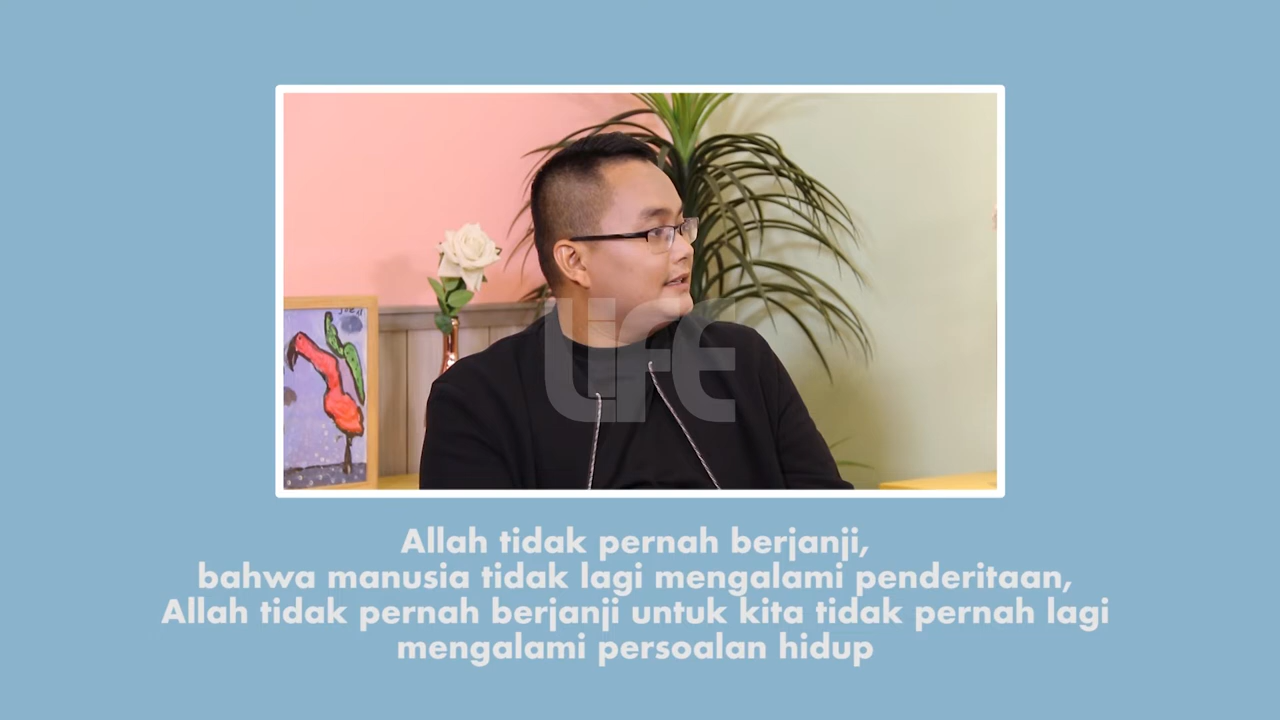 LIFE
Allah tidak pernah berjanji,
bahwa manusia tidak lagi mengalami penderitaan,
Allah tidak pernah berjanji untuk kita tidak pernah lagi
mengalami persoalan hidup